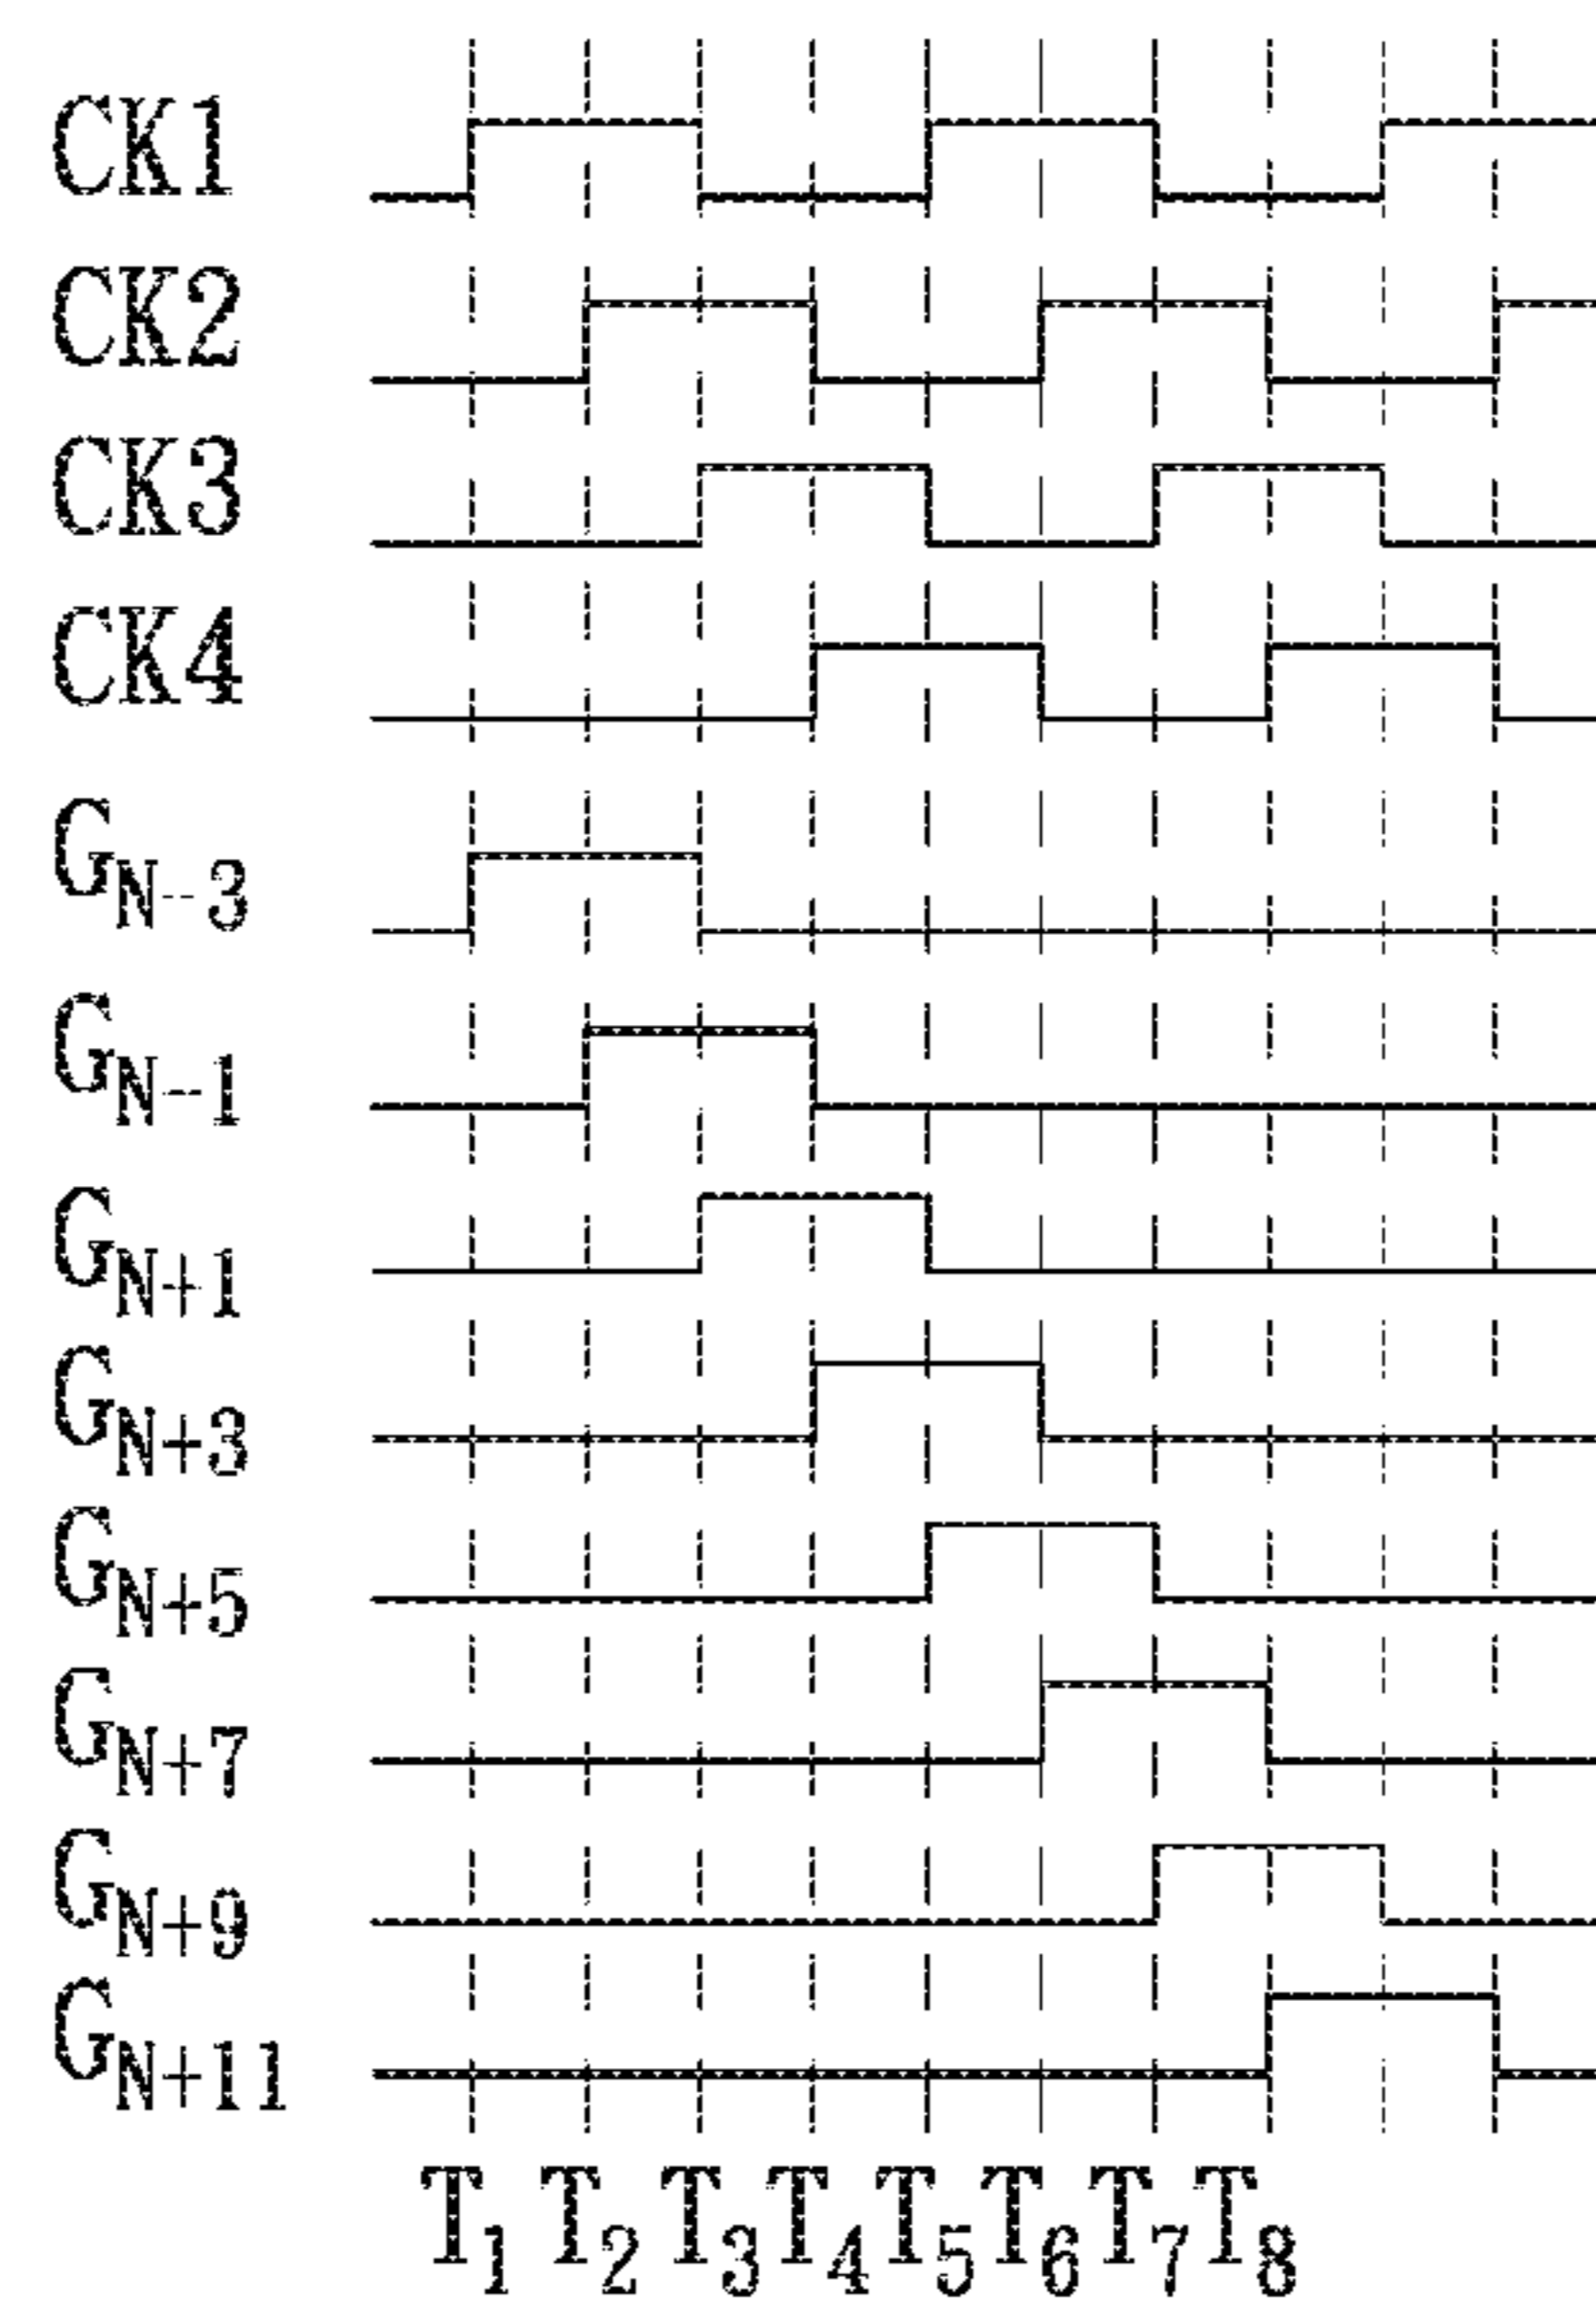 CK1
CK2
CK3
CK4
GN-3
GN-1
GN+1
GN+3
GN+5
GN+7
GN+9
GN+11
T1 T2 T3 T4 T5 T6 T7 T8